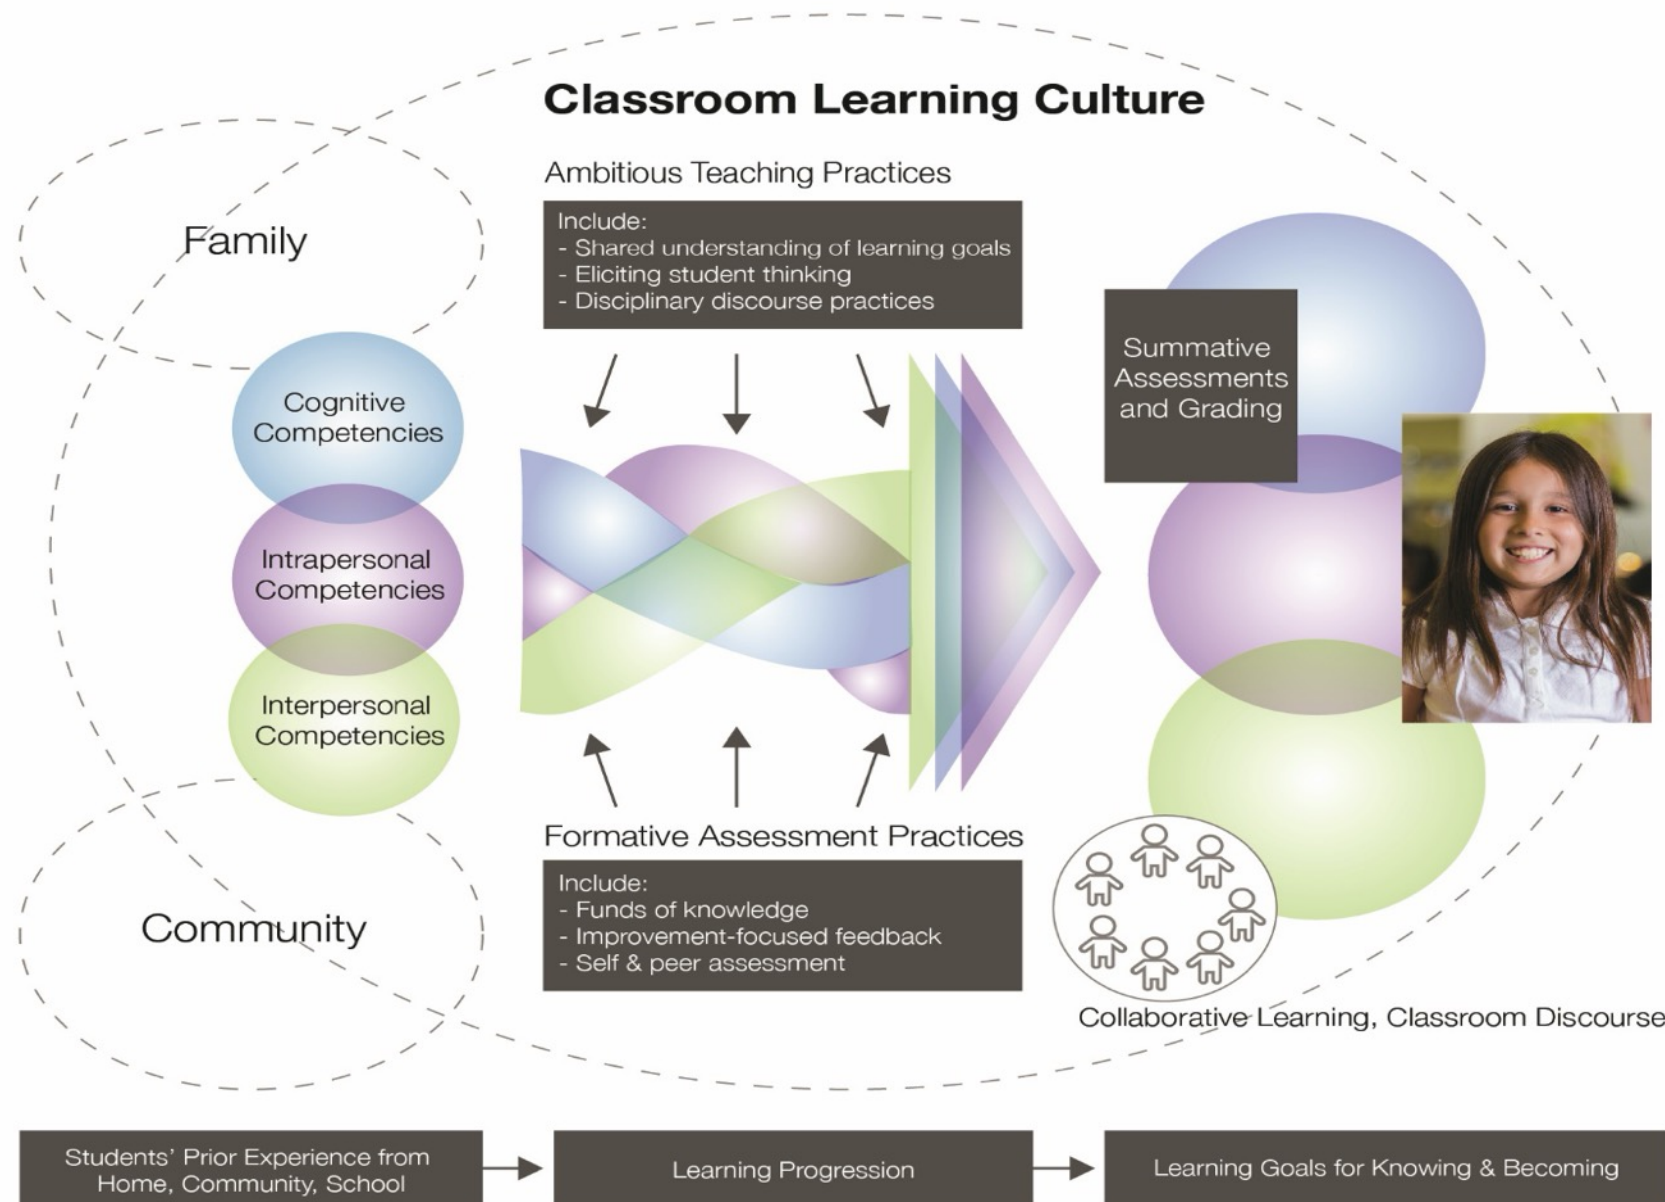 Classroom Learning Culture
Ambitious Teaching Practices
Include:
- Shared understanding of learning goals
- Eliciting student thinking
- Disciplinary discourse practices
Family
Cognitive
Competencies
Intrapersonal
Competencies
Interpersonal
Competencies
Community
Formative Assessment Practices
Include:
- Funds of knowledge
- Improvement-focused feedback
- Self & peer assessment
Summative
Assessments
and Grading
Collaborative Learning, Classroom Discourse
Students' Prior Experience from
Home, Community, School
Learning Progression
Learning Goals for Knowing & Becoming